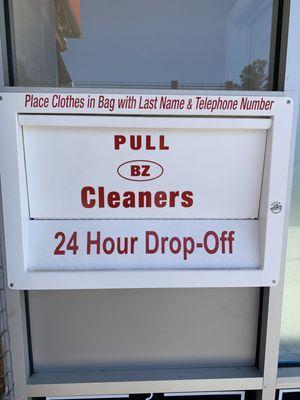 Place Clothes in Bag with Last Name & Telephone Number
PULL
BZ
Cleaners
24 Hour Drop-Off